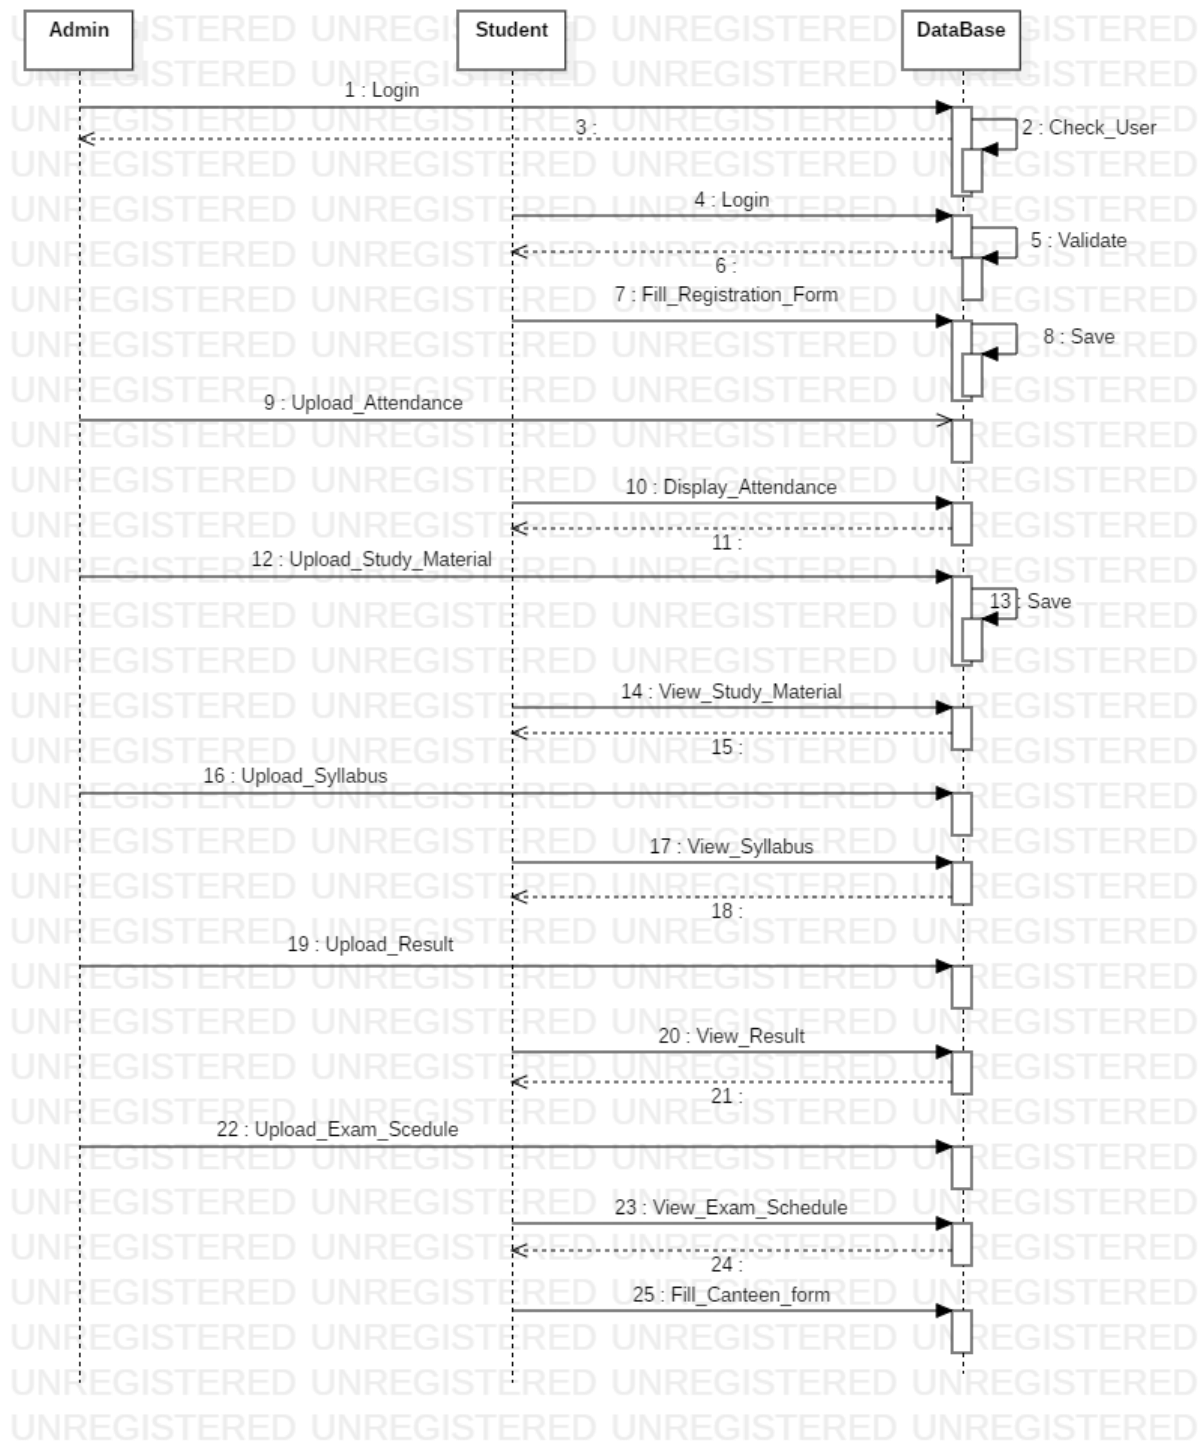 Admin
Student
DataBase
1 : Login
3 :
2 : Check_User
4 : Login
5 : Validate
6 :
7 : Fill_Registration_Form
8 : Save
9 : Upload_Attendance
10 : Display_Attendance
11 :
12 : Upload_Study_Material
13 : Save
14 : View_Study_Material
15 :
16 : Upload_Syllabus
17 : View_Syllabus
18 :
19 : Upload_Result
20 : View_Result
21 :
22 : Upload_Exam_Scedule
23 : View_Exam_Schedule
24 :
25 : Fill_Canteen_form
UNREGISTERED UNREGISTERED UNREGISTERED UNREGISTERED